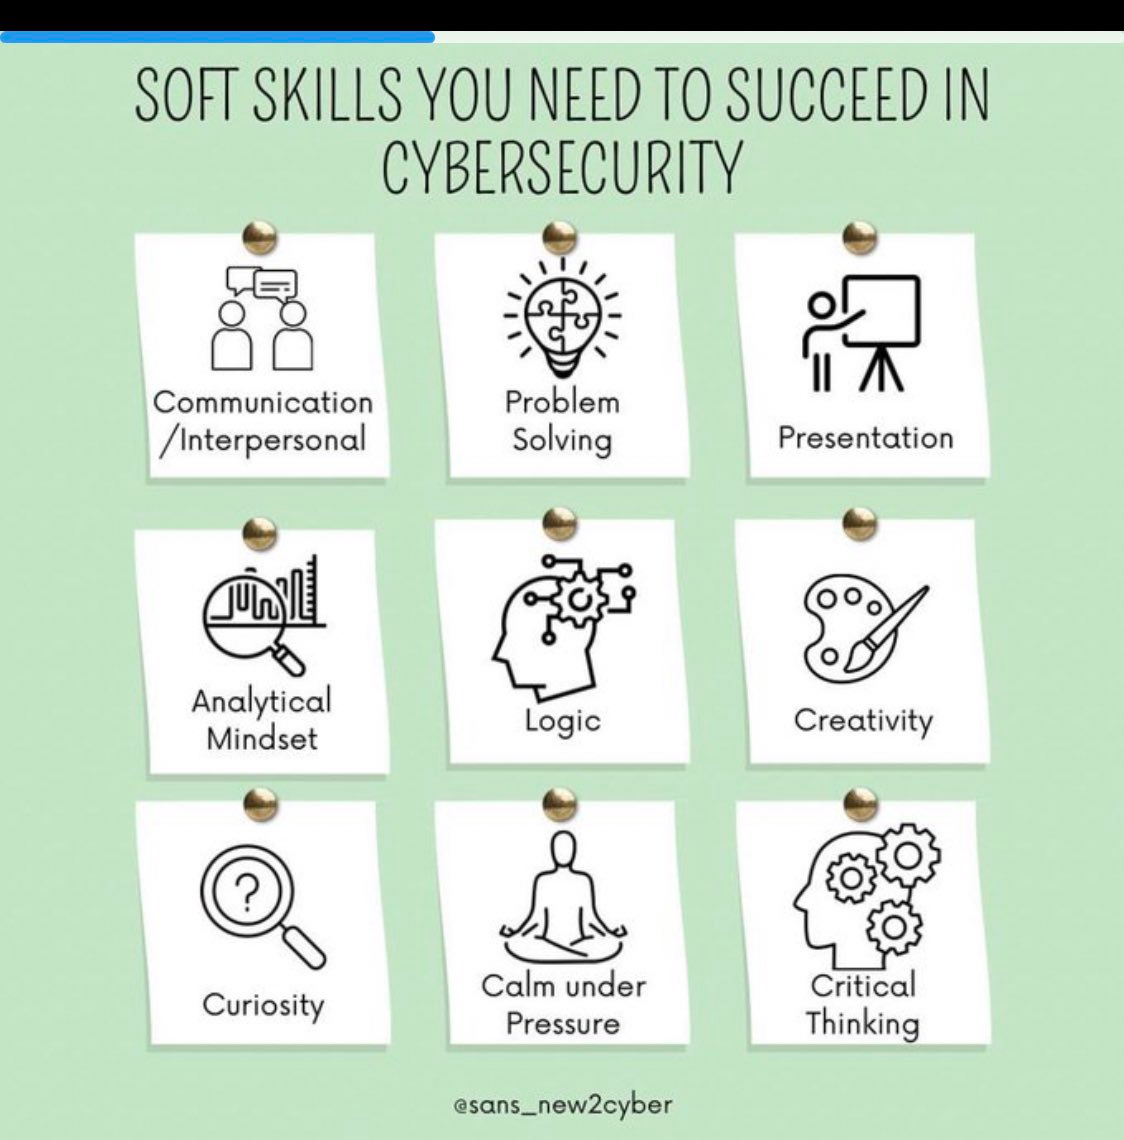 SOFT SKILLS YOU NEED TO SUCCEED IN
CYBERSECURITY
Communication
/Interpersonal
Problem
Solving
Presentation
Analytical
Mindset
Logic
Creativity
?
Curiosity
Calm under
Pressure
Critical
Thinking
@sans_new2cyber